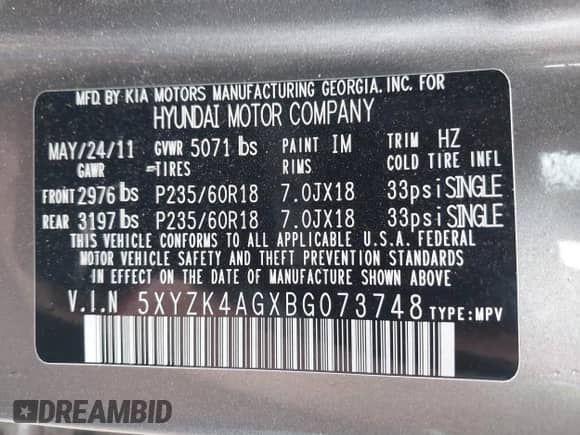 MFD. BY KIA MOTORS MANUFACTURING GEORGIA. INC. FOR
HYUNDAI MOTOR COMPANY
MAY/24/11 GVWR 5071 lbs PAINT IM TRIM HZ
GAWR TIRES RIMS COLD TIRE INFL
FRONT 2976 lbs P235/60R18 7.0JX18 33psi SINGLE
REAR 3197 lbs P235/60R18 7.0JX18 33psi SINGLE
THIS VEHICLE CONFORMS TO ALL APPLICABLE U.S.A. FEDERAL
MOTOR VEHICLE SAFETY AND THEFT PREVENTION STANDARDS
IN EFFECT ON THE DATE OF MANUFACTURE SHOWN ABOVE.
V.I.N 5XYZK4AGXBG073748 TYPE:MPV
DREAMBID